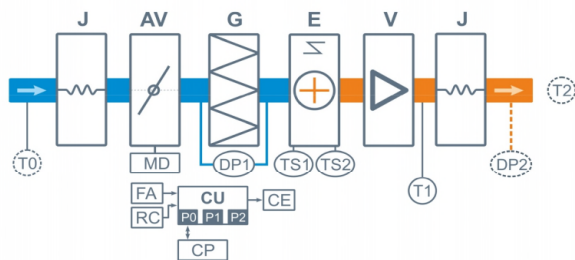 J AV G E V J
T2
T0 MD DP1 TS1 TS2 DP2
T1
FA CU CE
RC P0 P1 P2
CP